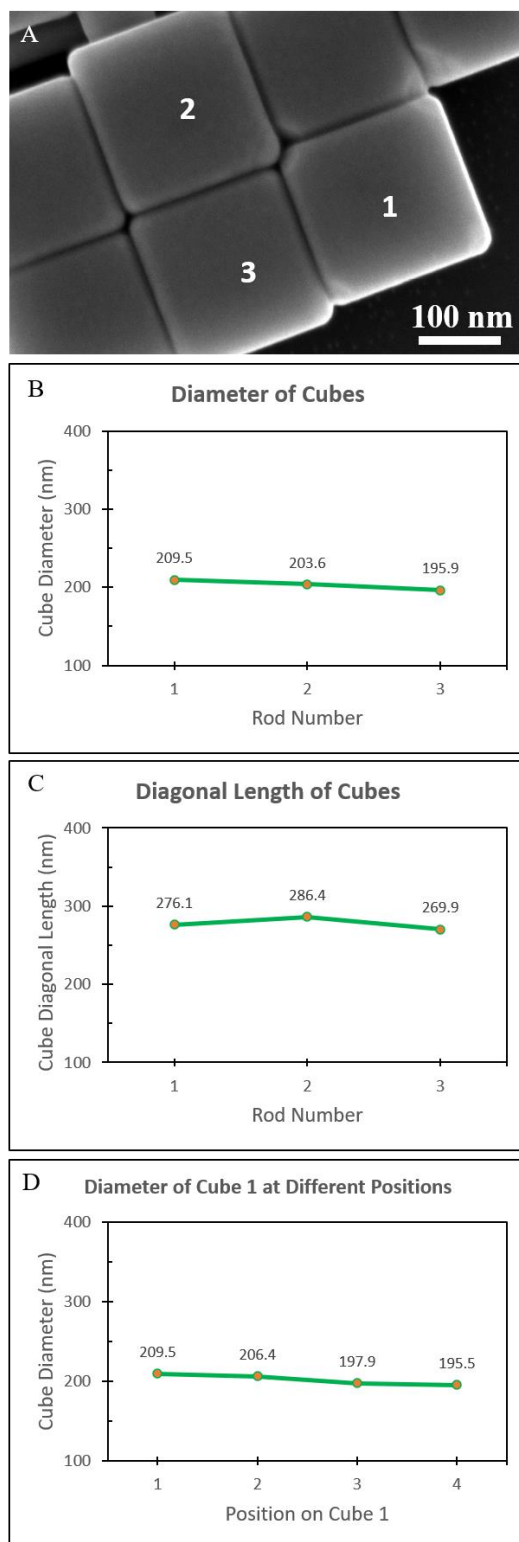 A
2
1
3
100 nm
B
Diameter of Cubes
400
300
200
100
Cube Diameter (nm)
209.5
203.6
195.9
1 2 3
Rod Number
C
Diagonal Length of Cubes
400
300
200
100
Cube Diagonal Length (nm)
276.1
286.4
269.9
1 2 3
Rod Number
D
Diameter of Cube 1 at Different Positions
400
300
200
100
Cube Diameter (nm)
209.5
206.4
197.9
195.5
1 2 3 4
Position on Cube 1